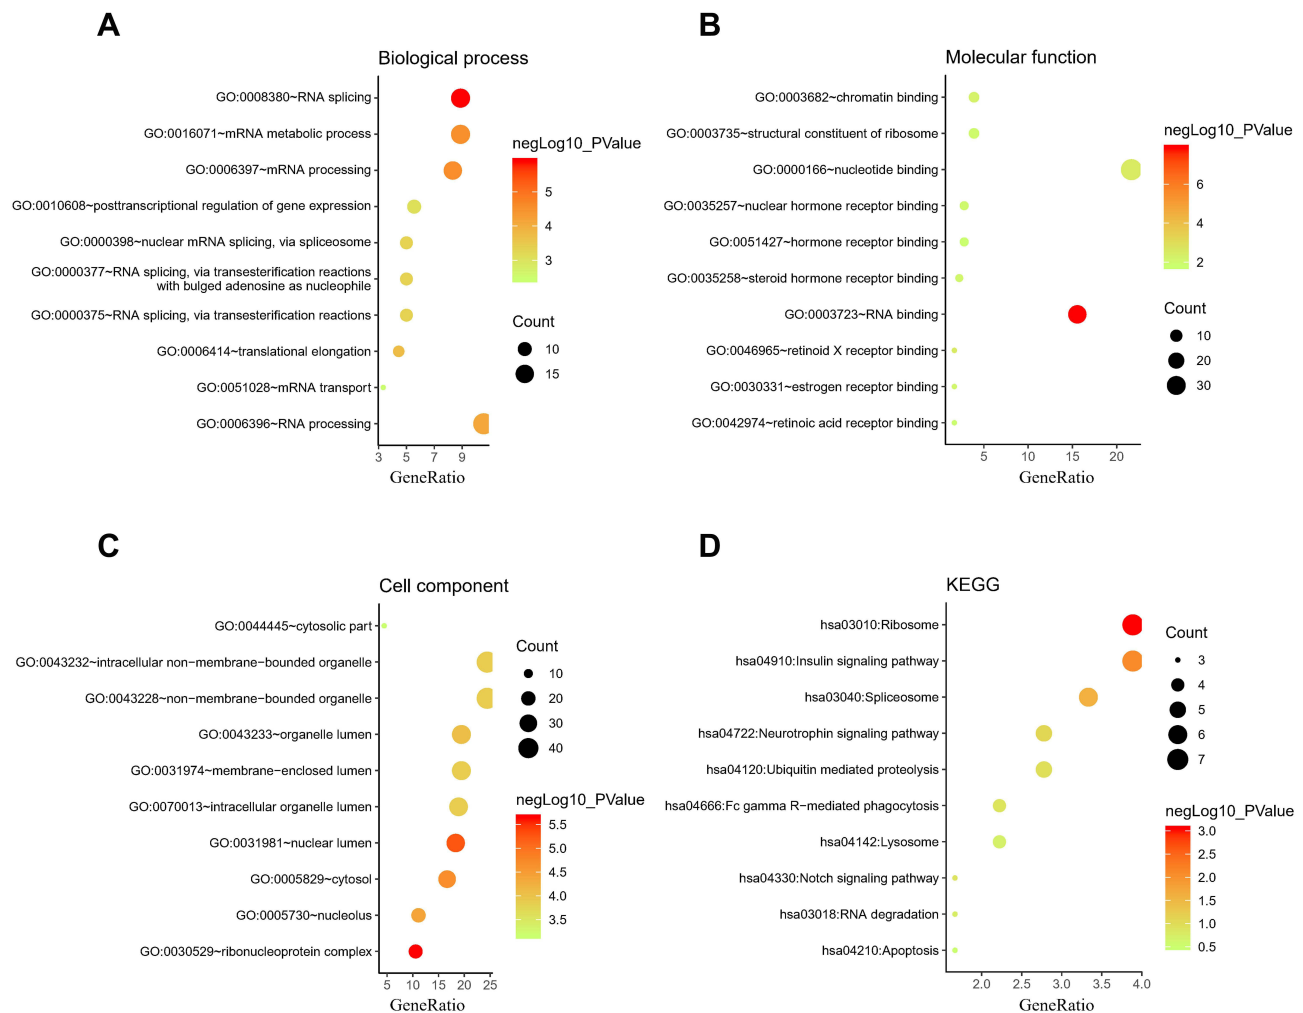 A
Biological process
GO:0008380~RNA splicing
GO:0016071~mRNA metabolic process
GO:0006397~mRNA processing
GO:0010608~posttranscriptional regulation of gene expression
GO:0000398~nuclear mRNA splicing, via spliceosome
GO:0000377~RNA splicing, via transesterification reactions
with bulged adenosine as nucleophile
GO:0000375~RNA splicing, via transesterification reactions
GO:0006414~translational elongation
GO:0051028~mRNA transport
GO:0006396~RNA processing
3 5 7 9
GeneRatio
negLog10_PValue
5
4
3
Count
10
15
B
Molecular function
GO:0003682~chromatin binding
GO:0003735~structural constituent of ribosome
GO:0000166~nucleotide binding
GO:0035257~nuclear hormone receptor binding
GO:0051427~hormone receptor binding
GO:0035258~steroid hormone receptor binding
GO:0003723~RNA binding
GO:0046965~retinoid X receptor binding
GO:0030331~estrogen receptor binding
GO:0042974~retinoic acid receptor binding
5 10 15 20
GeneRatio
negLog10_PValue
6
4
2
Count
10
20
30
C
Cell component
GO:0044445~cytosolic part
GO:0043232~intracellular non−membrane−bounded organelle
GO:0043228~non−membrane−bounded organelle
GO:0043233~organelle lumen
GO:0031974~membrane−enclosed lumen
GO:0070013~intracellular organelle lumen
GO:0031981~nuclear lumen
GO:0005829~cytosol
GO:0005730~nucleolus
GO:0030529~ribonucleoprotein complex
5 10 15 20 25
GeneRatio
Count
10
20
30
40
negLog10_PValue
5.5
5.0
4.5
4.0
3.5
D
KEGG
hsa03010:Ribosome
hsa04910:Insulin signaling pathway
hsa03040:Spliceosome
hsa04722:Neurotrophin signaling pathway
hsa04120:Ubiquitin mediated proteolysis
hsa04666:Fc gamma R−mediated phagocytosis
hsa04142:Lysosome
hsa04330:Notch signaling pathway
hsa03018:RNA degradation
hsa04210:Apoptosis
2.0 2.5 3.0 3.5 4.0
GeneRatio
Count
3
4
5
6
7
negLog10_PValue
3.0
2.5
2.0
1.5
1.0
0.5